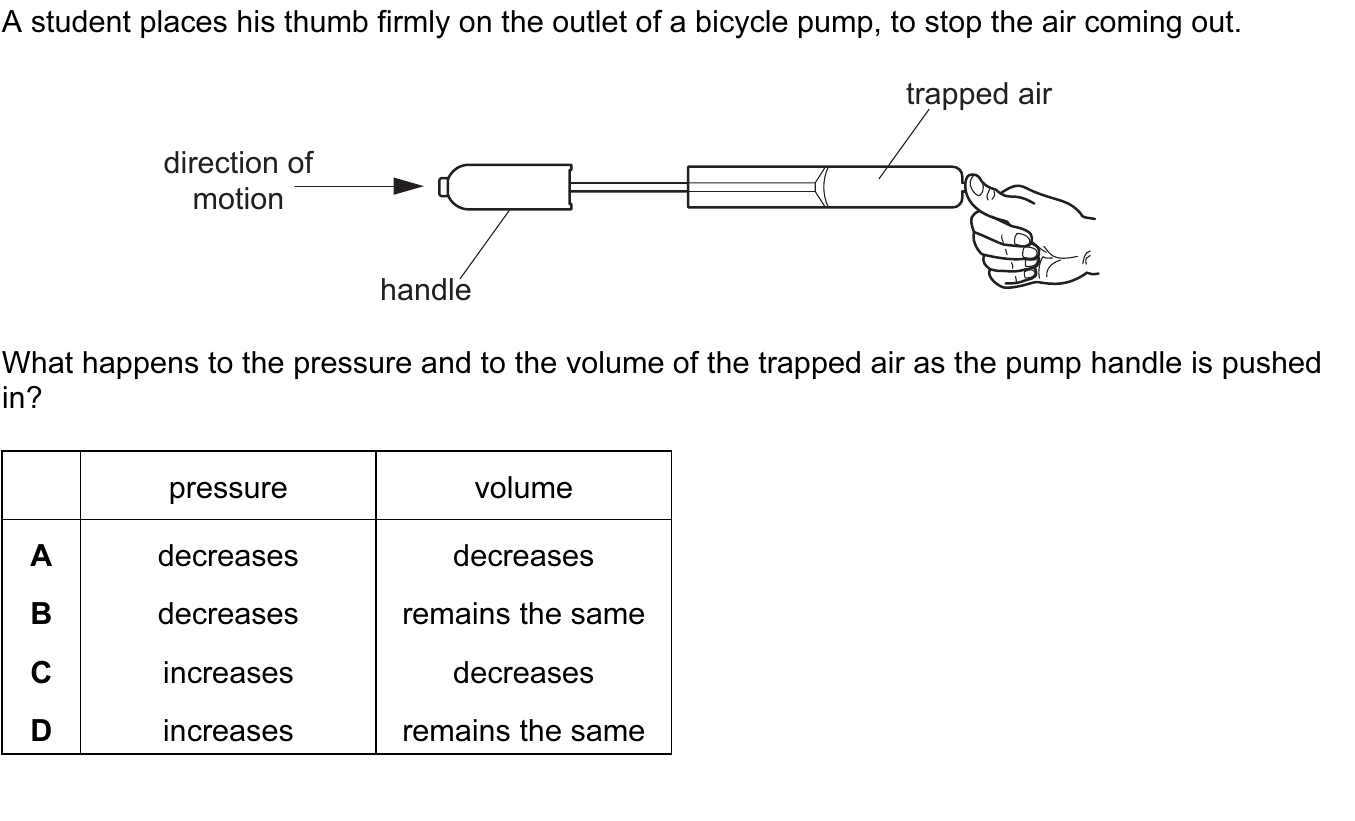 A student places his thumb firmly on the outlet of a bicycle pump, to stop the air coming out.
trapped air
direction of
motion
handle
What happens to the pressure and to the volume of the trapped air as the pump handle is pushed
in?
pressure volume
A decreases decreases
B decreases remains the same
C increases decreases
D increases remains the same